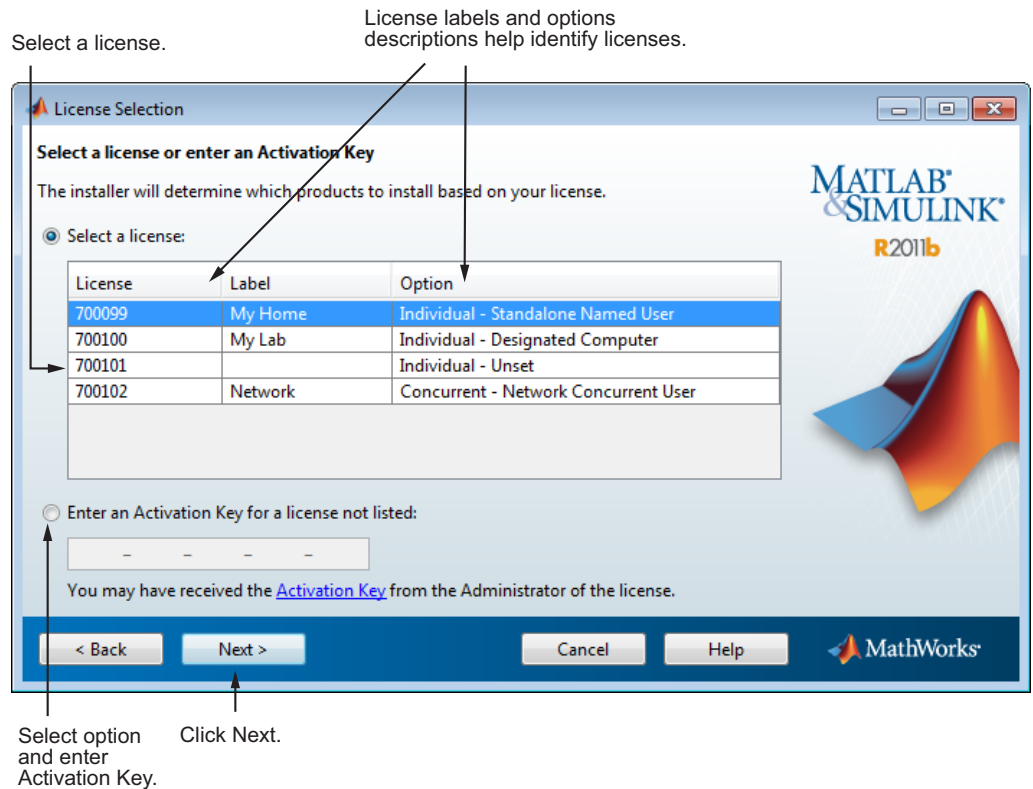 License labels and options
descriptions help identify licenses.
Select a license.
License Selection
Select a license or enter an Activation Key
The installer will determine which products to install based on your license.
MATLAB®
&SIMULINK®
R2011b
Select a license:
License Label Option
700099 My Home Individual - Standalone Named User
700100 My Lab Individual - Designated Computer
700101 Individual - Unset
700102 Network Concurrent - Network Concurrent User
Enter an Activation Key for a license not listed:
- - - -
You may have received the Activation Key from the Administrator of the license.
< Back Next > Cancel Help MathWorks®
Select option
and enter
Activation Key.
Click Next.